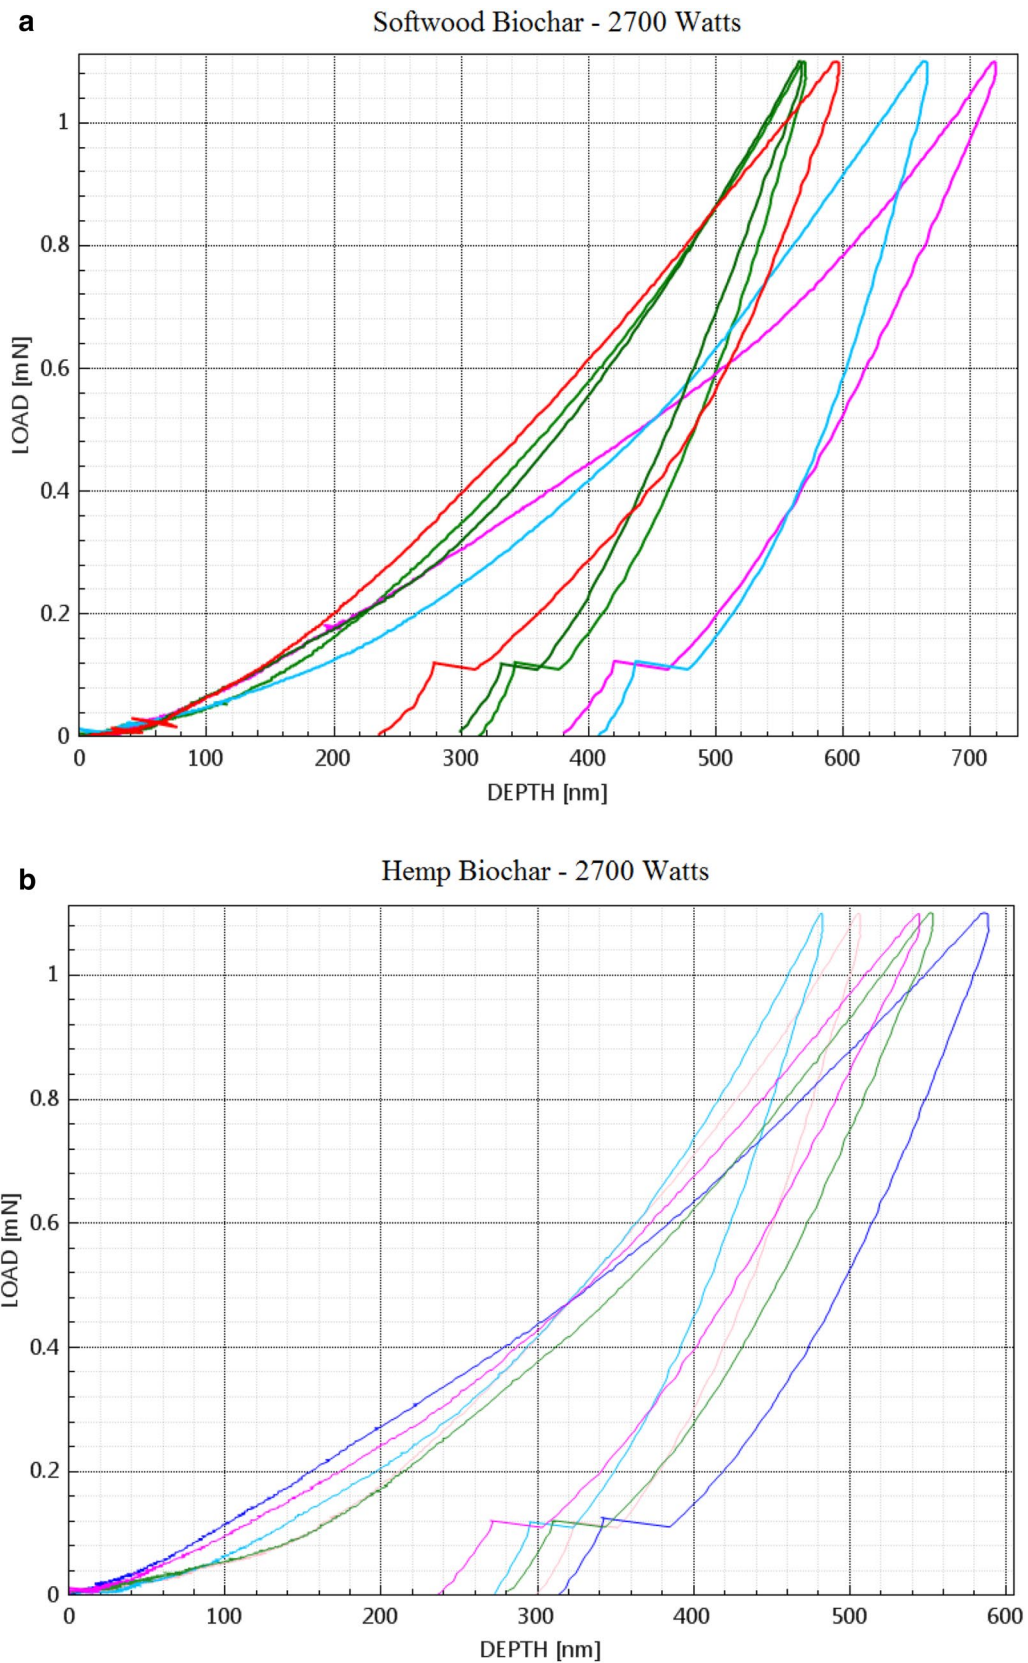 a
Softwood Biochar - 2700 Watts
1
0.8
0.6
0.4
0.2
0
LOAD [mN]
0 100 200 300 400 500 600 700
DEPTH [nm]
b
Hemp Biochar - 2700 Watts
1
0.8
0.6
0.4
0.2
0
LOAD [mN]
0 100 200 300 400 500 600
DEPTH [nm]